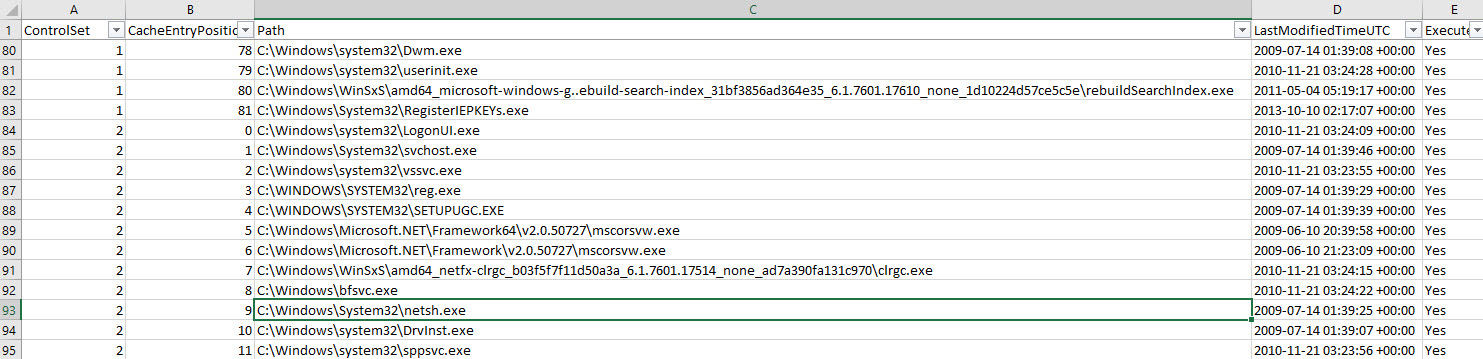 A B C D E
1 ControlSet CacheEntryPositic Path LastModifiedTimeUTC Execute
80 1 78 C:\Windows\system32\Dwm.exe 2009-07-14 01:39:08 +00:00 Yes
81 1 79 C:\Windows\system32\userinit.exe 2010-11-21 03:24:28 +00:00 Yes
82 1 80 C:\Windows\WinSxS\amd64_microsoft-windows-g..ebuild-search-index_31bf3856ad364e35_6.1.7601.17610_none_1d10224d57ce5c5e\rebuildSearchIndex.exe 2011-05-04 05:19:17 +00:00 Yes
83 1 81 C:\Windows\System32\RegisterIEPKEYs.exe 2013-10-10 02:17:07 +00:00 Yes
84 2 0 C:\Windows\system32\LogonUI.exe 2010-11-21 03:24:09 +00:00 Yes
85 2 1 C:\Windows\System32\svchost.exe 2009-07-14 01:39:46 +00:00 Yes
86 2 2 C:\Windows\system32\vssvc.exe 2010-11-21 03:23:55 +00:00 Yes
87 2 3 C:\WINDOWS\SYSTEM32\reg.exe 2009-07-14 01:39:29 +00:00 Yes
88 2 4 C:\WINDOWS\SYSTEM32\SETUPUGC.EXE 2009-07-14 01:39:39 +00:00 Yes
89 2 5 C:\Windows\Microsoft.NET\Framework64\v2.0.50727\mscorsvw.exe 2009-06-10 20:39:58 +00:00 Yes
90 2 6 C:\Windows\Microsoft.NET\Framework\v2.0.50727\mscorsvw.exe 2009-06-10 21:23:09 +00:00 Yes
91 2 7 C:\Windows\WinSxS\amd64_netfx-clrgc_b03f5f7f11d50a3a_6.1.7601.17514_none_ad7a390fa131c970\clrgc.exe 2010-11-21 03:24:15 +00:00 Yes
92 2 8 C:\Windows\bfsvc.exe 2010-11-21 03:24:22 +00:00 Yes
93 2 9 C:\Windows\System32\netsh.exe 2009-07-14 01:39:25 +00:00 Yes
94 2 10 C:\Windows\system32\DrvInst.exe 2009-07-14 01:39:07 +00:00 Yes
95 2 11 C:\Windows\system32\sppsvc.exe 2010-11-21 03:23:56 +00:00 Yes